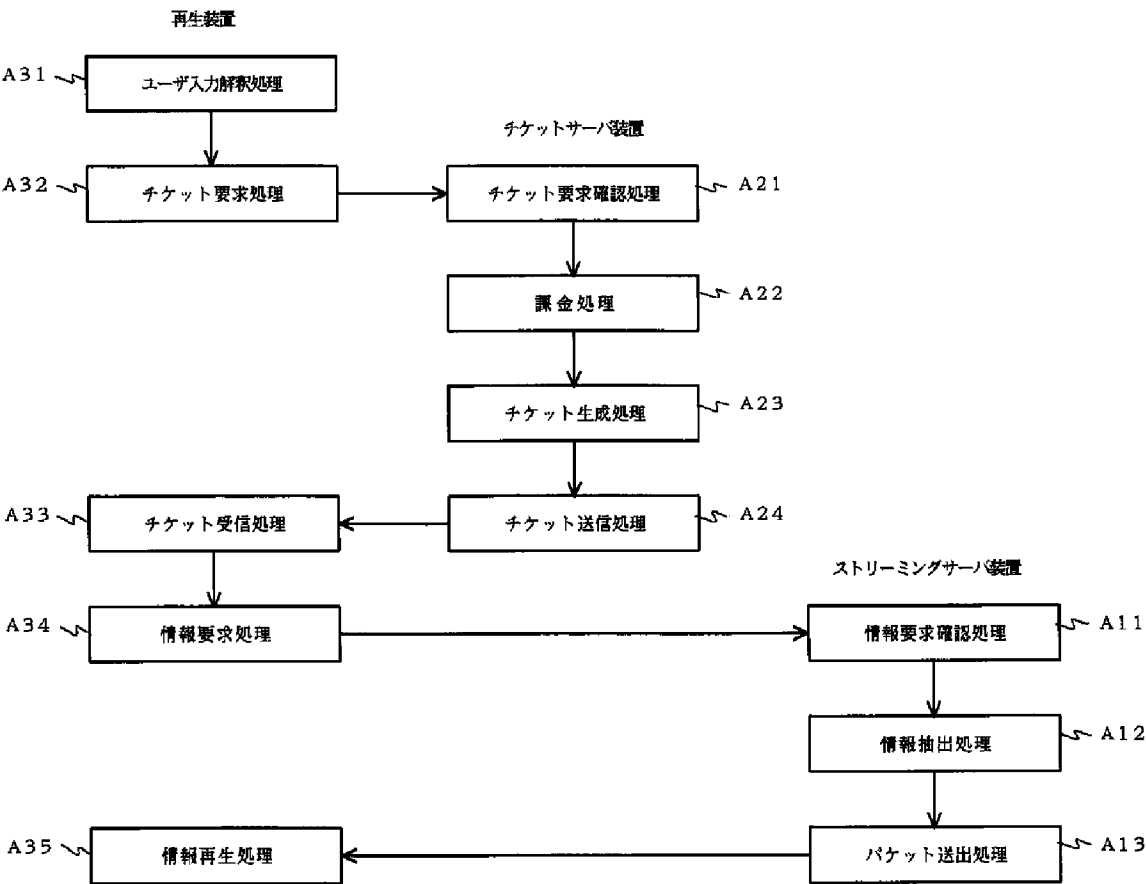 再生装置
A31 ユーザ入力解釈処理
チケットサーバ装置
A32 チケット要求処理 チケット要求確認処理 A21
課金処理 A22
チケット生成処理 A23
A33 チケット受信処理 チケット送信処理 A24
ストリーミングサーバ装置
A34 情報要求処理 情報要求確認処理 A11
情報抽出処理 A12
A35 情報再生処理 パケット送出処理 A13